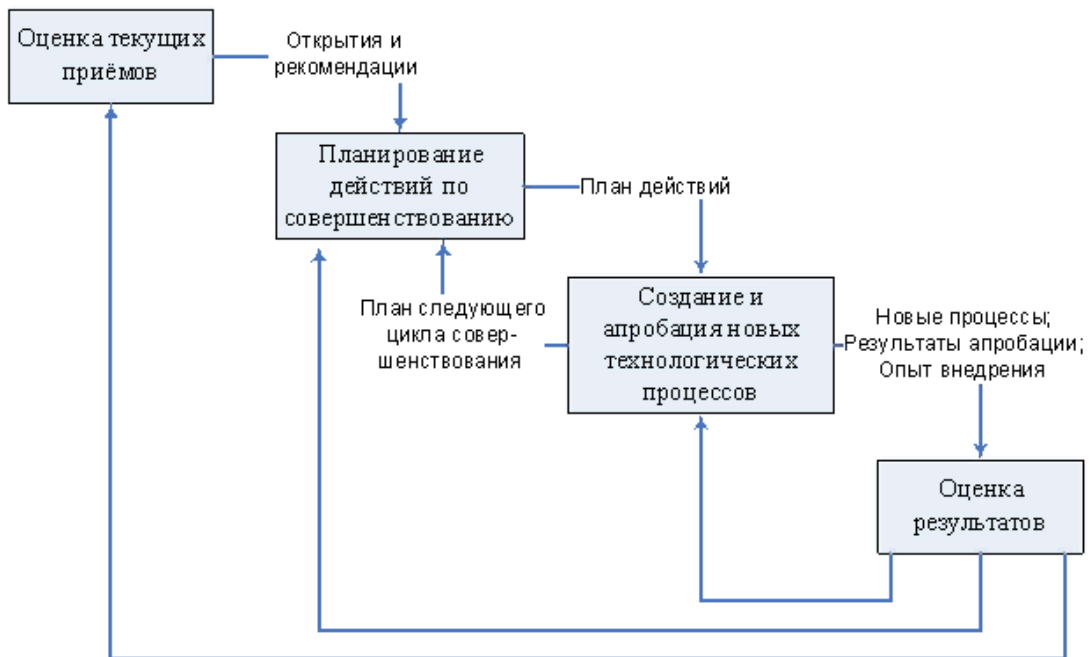 Оценка текущих
приёмов
Открытия и
рекомендации
Планирование
действий по
совершенствованию
План действий
План следующего
цикла совер-
шенствования
Создание и
апробация новых
технологических
процессов
Новые процессы;
Результаты апробации;
Опыт внедрения
Оценка
результатов